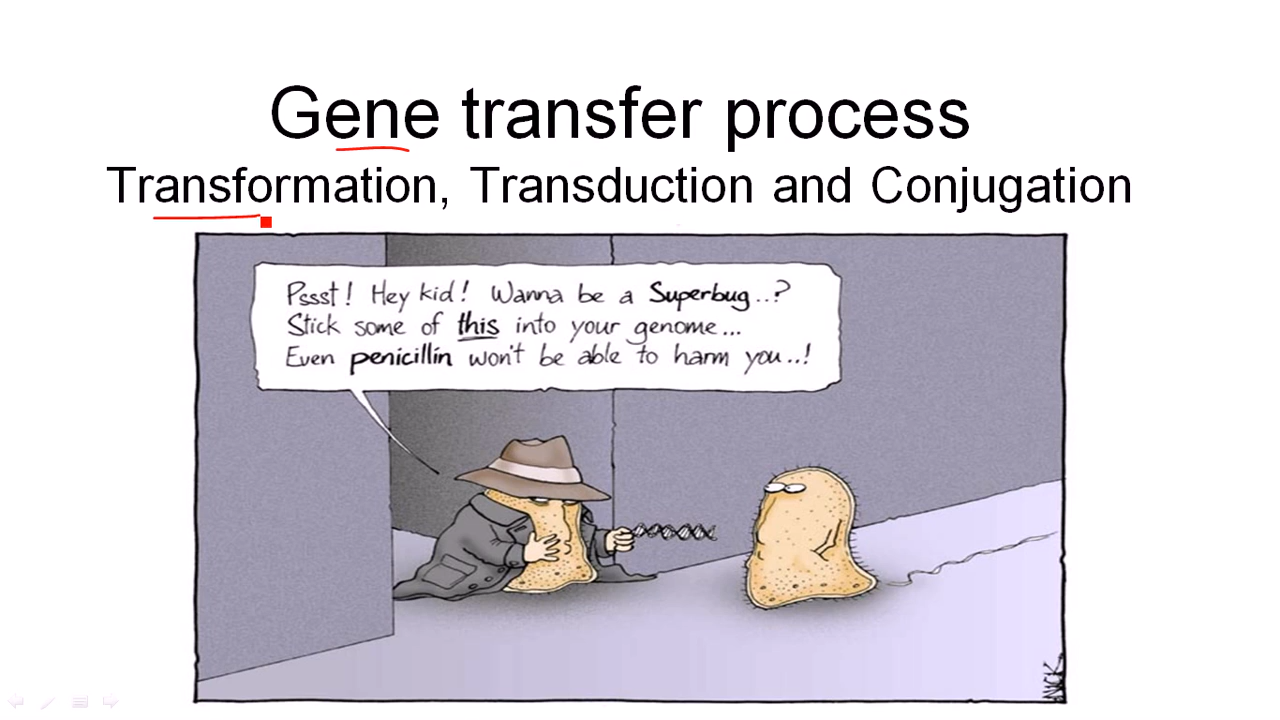 Gene transfer process
Transformation, Transduction and Conjugation
Pssst! Hey kid! Wanna be a Superbug..?
Stick some of this into your genome...
Even penicillin won't be able to harm you..!
NICK